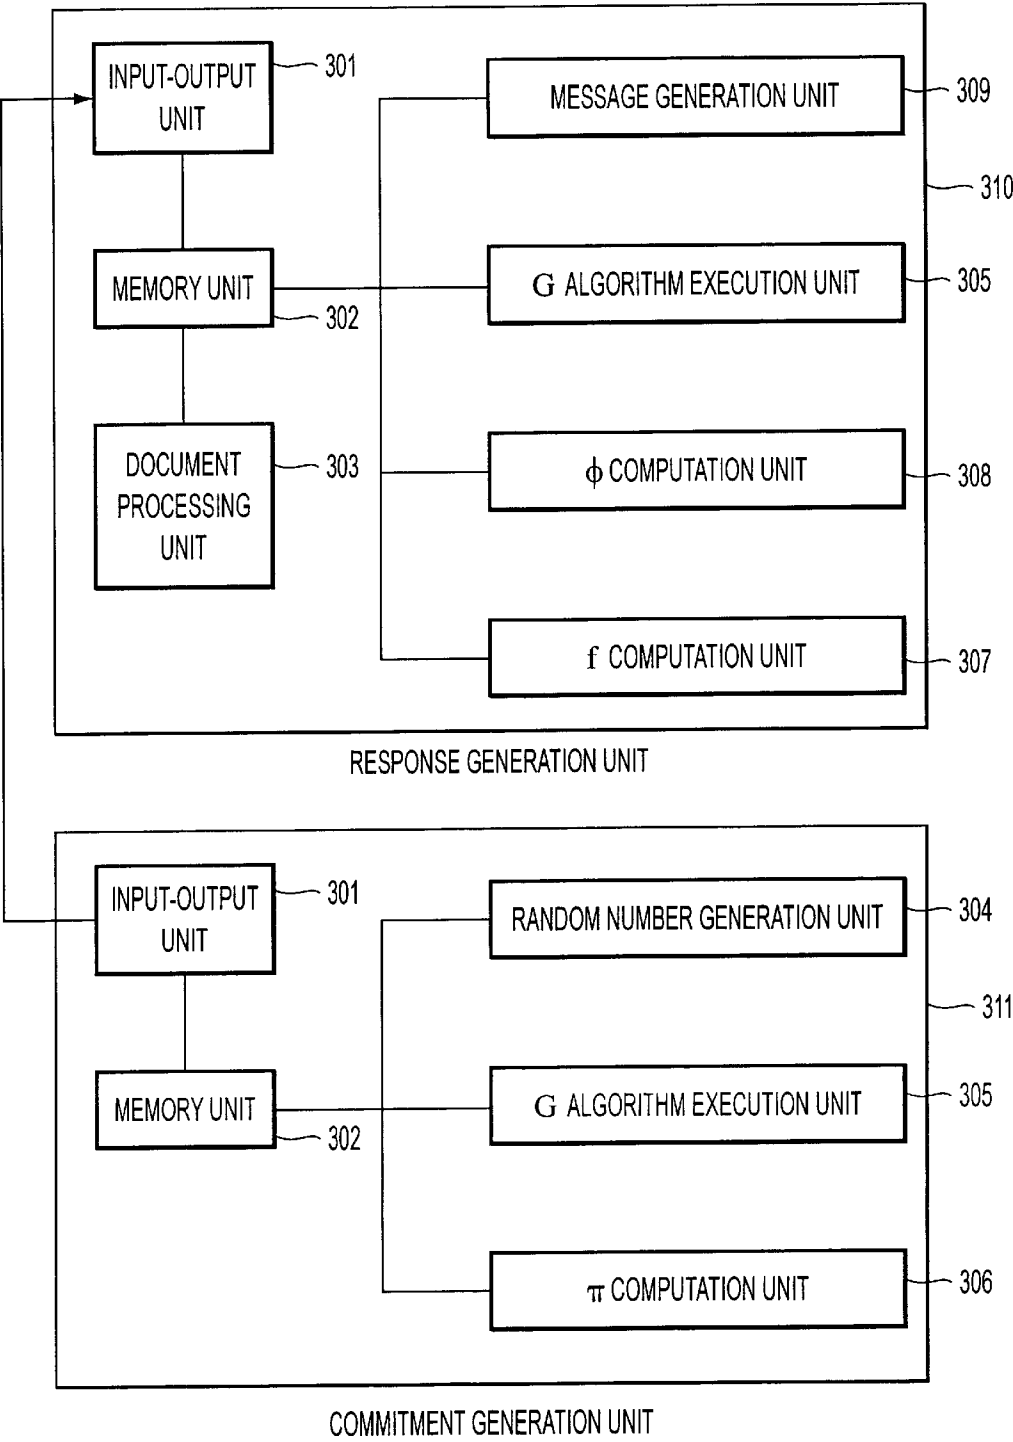 INPUT-OUTPUT
UNIT
301
MESSAGE GENERATION UNIT
309
310
MEMORY UNIT
302
G ALGORITHM EXECUTION UNIT
305
DOCUMENT
PROCESSING
UNIT
303
ϕ COMPUTATION UNIT
308
f COMPUTATION UNIT
307
RESPONSE GENERATION UNIT
INPUT-OUTPUT
UNIT
301
RANDOM NUMBER GENERATION UNIT
304
311
MEMORY UNIT
302
G ALGORITHM EXECUTION UNIT
305
π COMPUTATION UNIT
306
COMMITMENT GENERATION UNIT